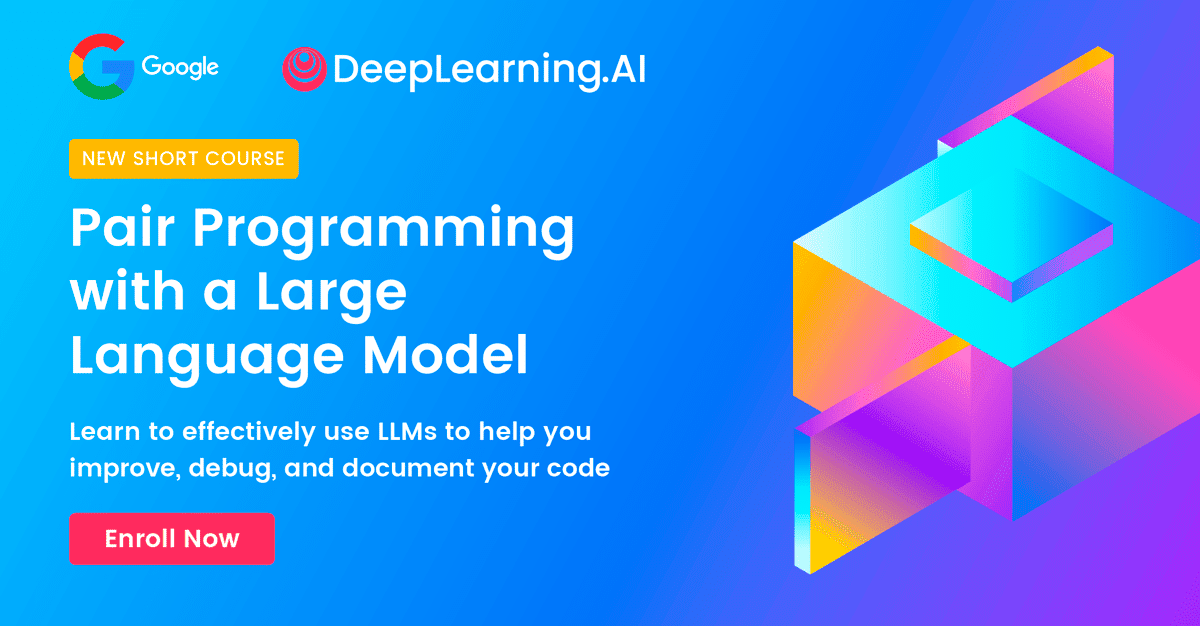 Google
DeepLearning.AI
NEW SHORT COURSE
Pair Programming
with a Large
Language Model
Learn to effectively use LLMs to help you
improve, debug, and document your code
Enroll Now